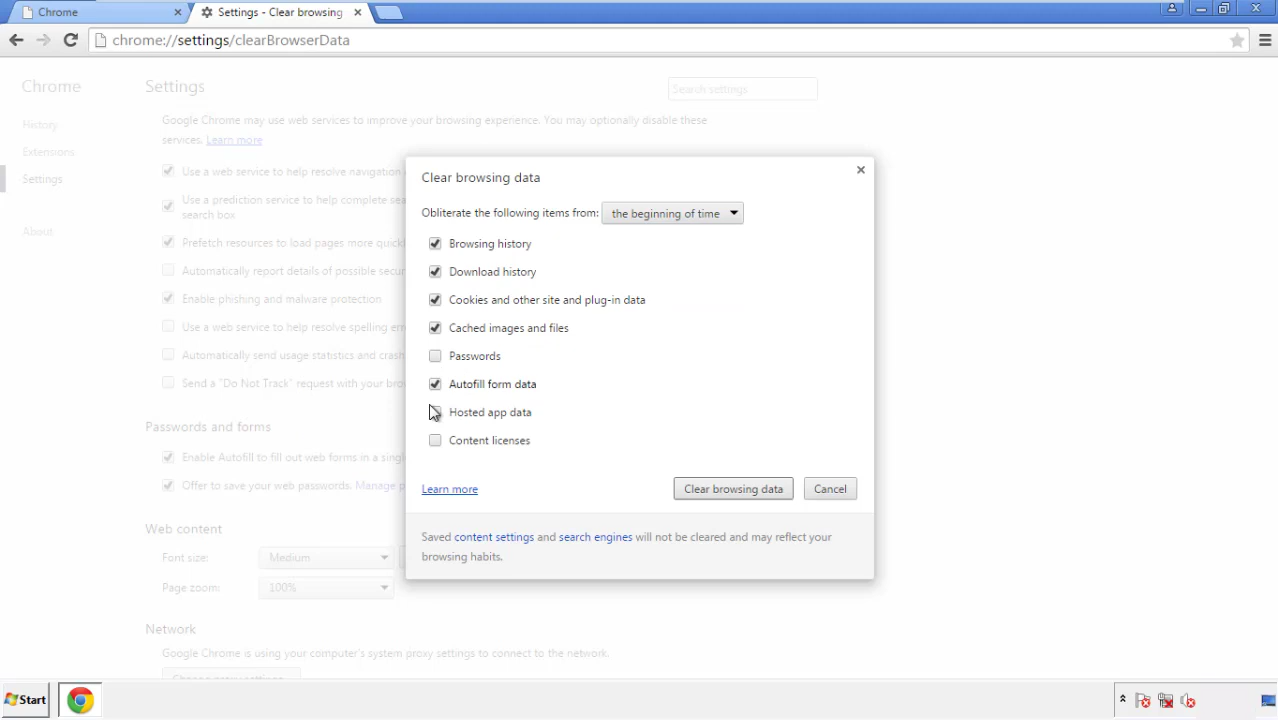 Chrome
Settings - Clear browsing
chrome://settings/clearBrowserData
Chrome
Settings
Search settings
History
Extensions
Settings
About
Google Chrome may use web services to improve your browsing experience. You may optionally disable these
services. Learn more
Use a web service to help resolve navigation
Use a prediction service to help complete
search box
Prefetch resources to load pages more
Automatically report details of possible
Enable phishing and malware protection
Use a web service to help resolve spelling
Automatically send usage statistics and
Send a "Do Not Track" request with your
Passwords and forms
Enable Autofill to fill out web forms in a
Offer to save your web passwords. Manage
Web content
Font size: Medium
Page zoom: 100%
Network
Google Chrome is using your computer's system proxy settings to connect to the network.
Clear browsing data
Obliterate the following items from: the beginning of time
Browsing history
Download history
Cookies and other site and plug-in data
Cached images and files
Passwords
Autofill form data
Hosted app data
Content licenses
Learn more
Clear browsing data
Cancel
Saved content settings and search engines will not be cleared and may reflect your
browsing habits.
Start